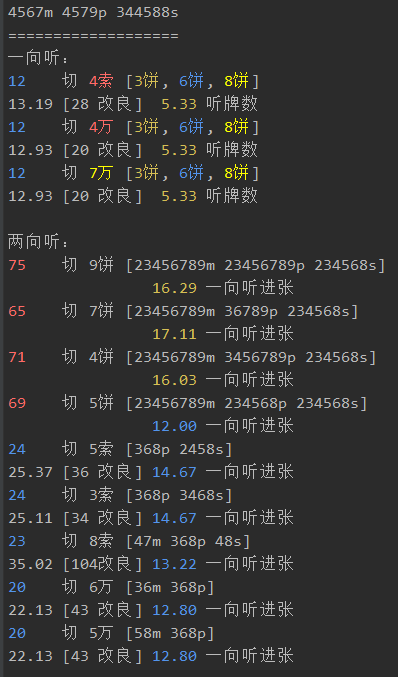 4567m 4579p 344588s
===================
一向听：
12    切 4索 [3饼, 6饼, 8饼]
13.19 [28 改良]  5.33 听牌数
12    切 4万 [3饼, 6饼, 8饼]
12.93 [20 改良]  5.33 听牌数
12    切 7万 [3饼, 6饼, 8饼]
12.93 [20 改良]  5.33 听牌数

两向听：
75    切 9饼 [23456789m 23456789p 234568s]
                16.29 一向听进张
65    切 7饼 [23456789m 36789p 234568s]
                17.11 一向听进张
71    切 4饼 [23456789m 3456789p 234568s]
                16.03 一向听进张
69    切 5饼 [23456789m 234568p 234568s]
                12.00 一向听进张
24    切 5索 [368p 2458s]
25.37 [36 改良] 14.67 一向听进张
24    切 3索 [368p 3468s]
25.11 [34 改良] 14.67 一向听进张
23    切 8索 [47m 368p 48s]
35.02 [104改良] 13.22 一向听进张
20    切 6万 [36m 368p]
22.13 [43 改良] 12.80 一向听进张
20    切 5万 [58m 368p]
22.13 [43 改良] 12.80 一向听进张